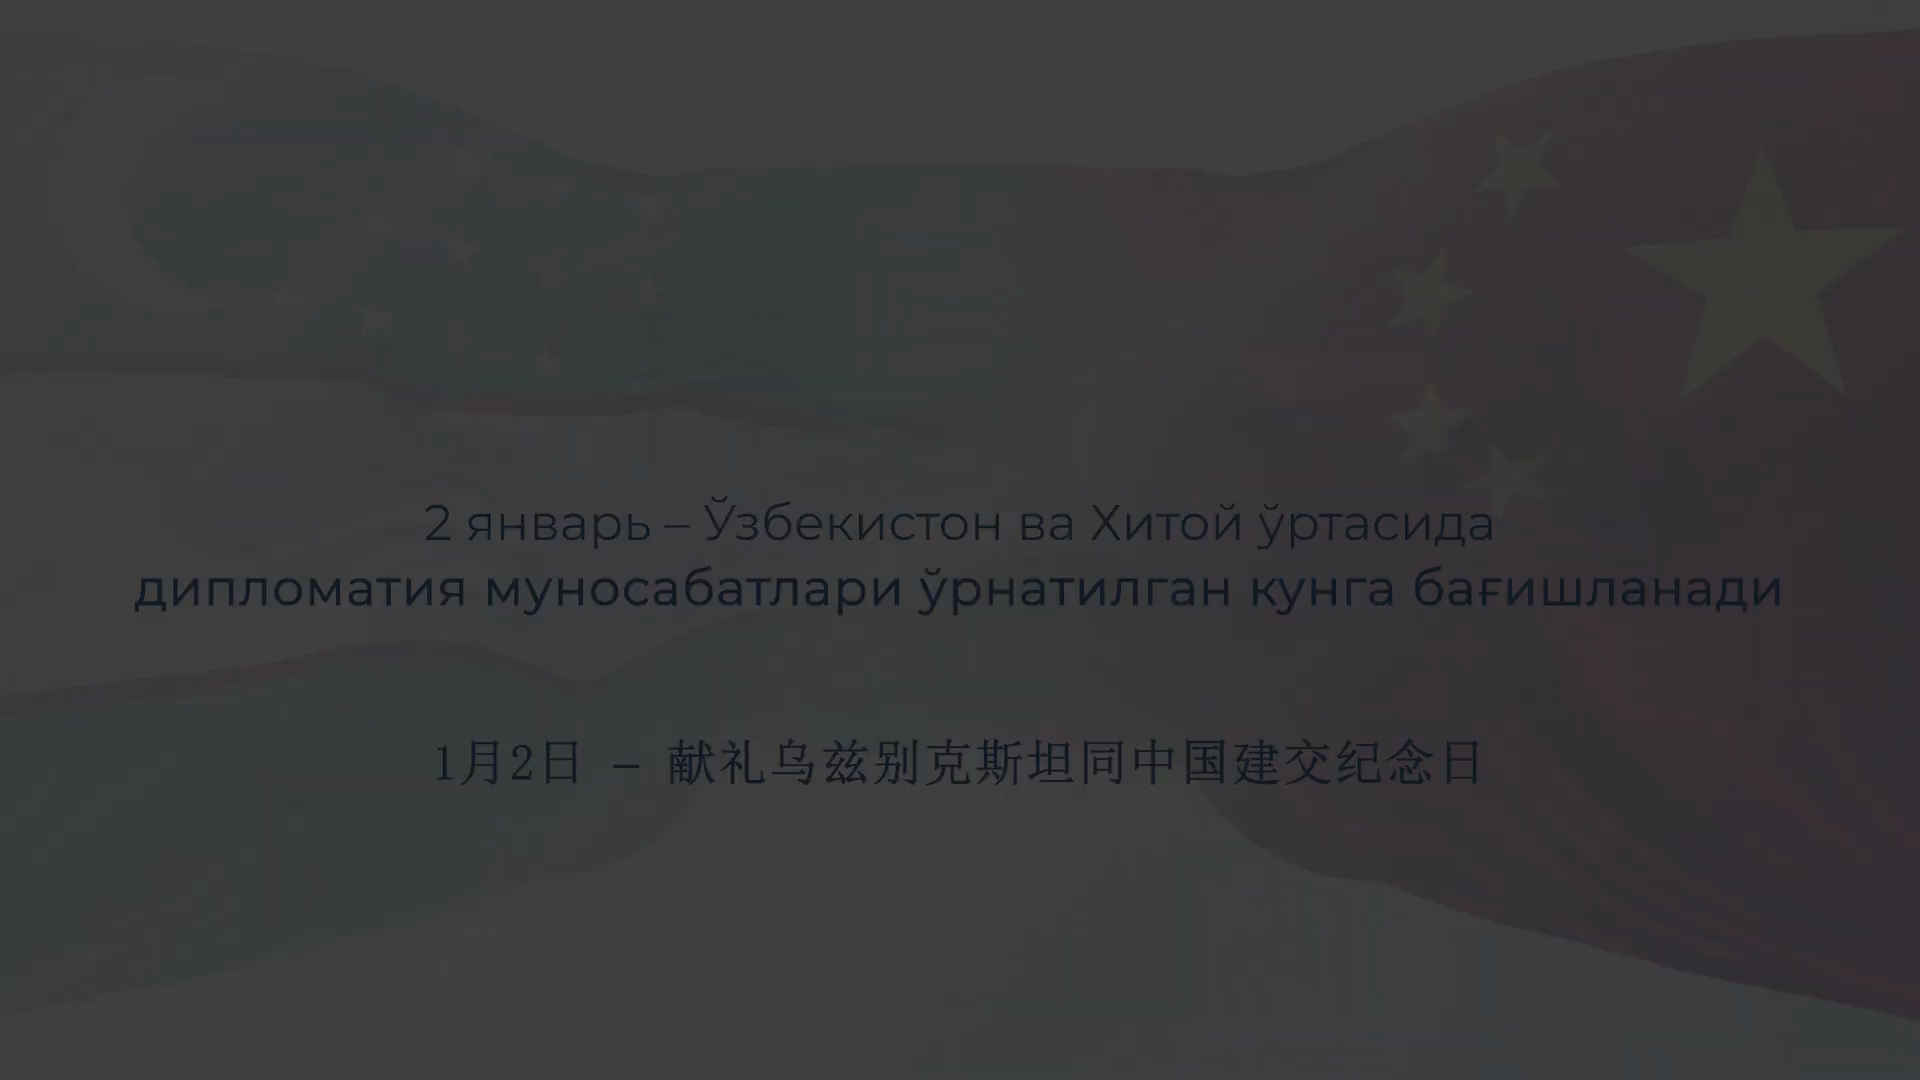 2 январь – Ўзбекистон ва Хитой ўртасида
дипломатия муносабатлари ўрнатилган кунга бағишланади
1月2日 – 献礼乌兹别克斯坦同中国建交纪念日